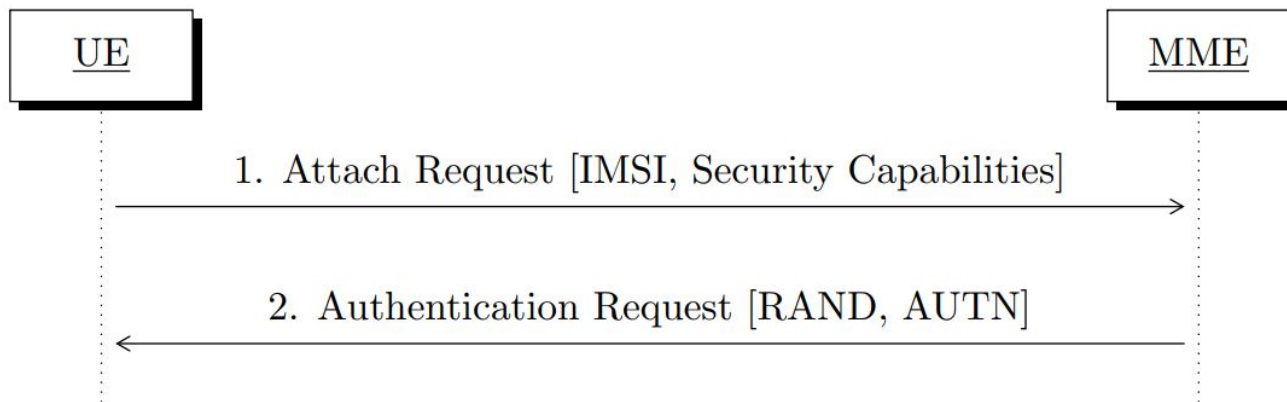 UE
MME
1. Attach Request [IMSI, Security Capabilities]
2. Authentication Request [RAND, AUTN]